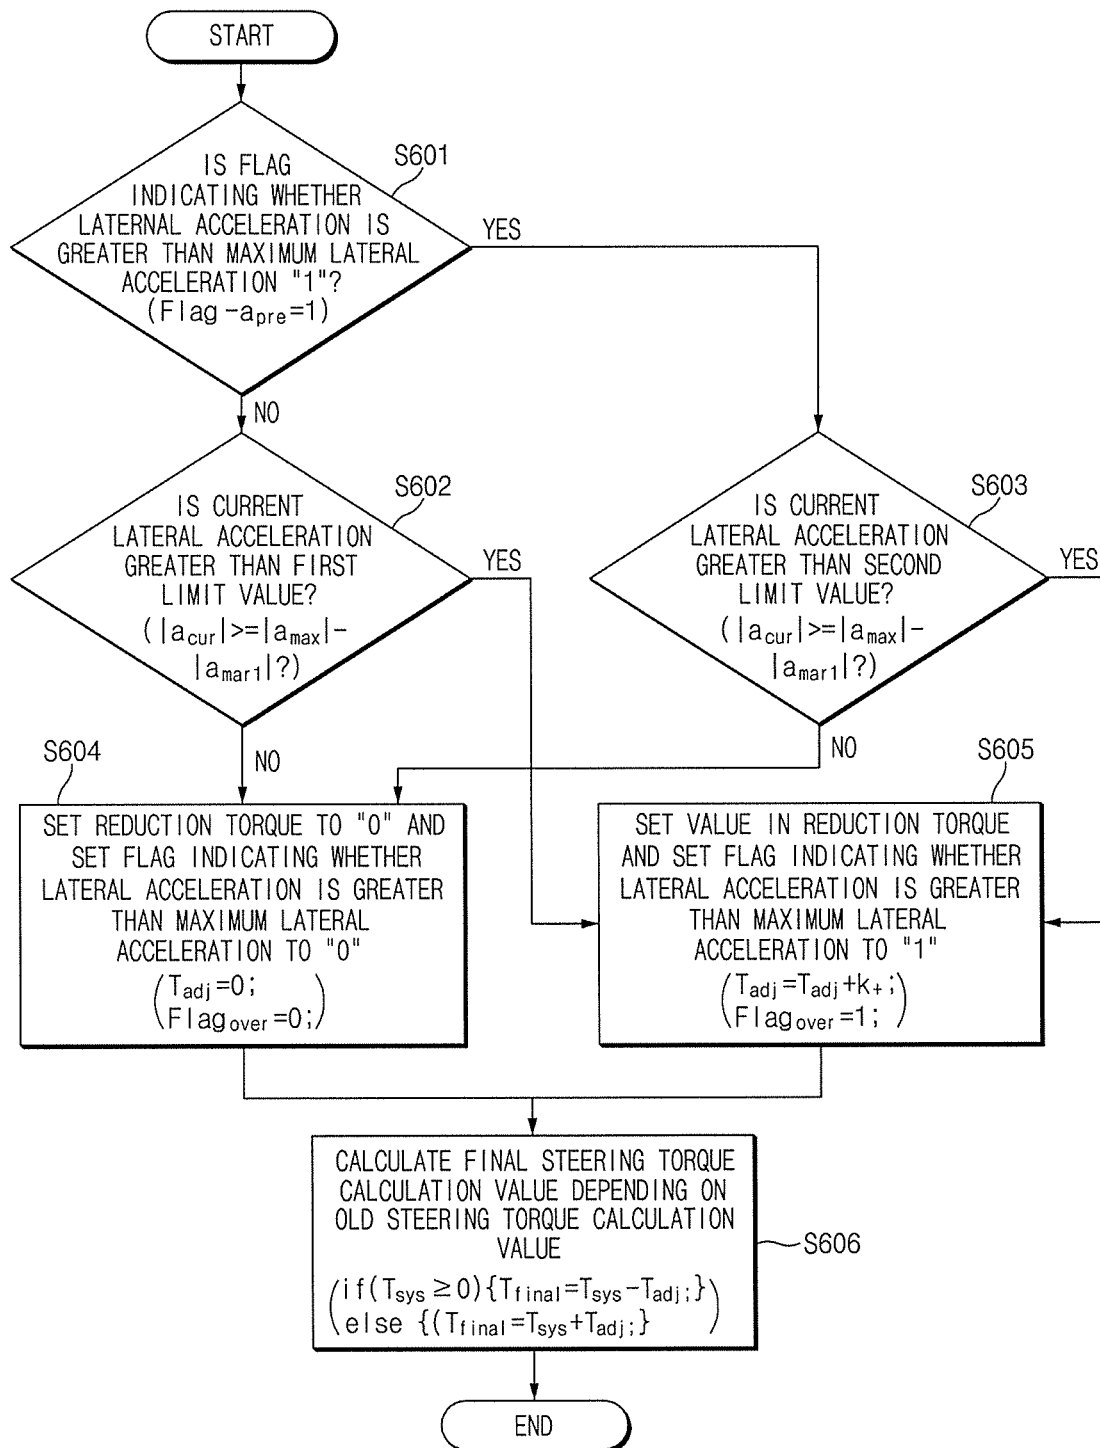 START
S601
IS FLAG
INDICATING WHETHER
LATERNAL ACCELERATION IS
GREATER THAN MAXIMUM LATERAL
ACCELERATION "1"?
(Flag-apre=1)
YES
NO
S602
IS CURRENT
LATERAL ACCELERATION
GREATER THAN FIRST
LIMIT VALUE?
(|acur|>=|amax|-
|amar1|?)
YES
NO
S603
IS CURRENT
LATERAL ACCELERATION
GREATER THAN SECOND
LIMIT VALUE?
(|acur|>=|amax|-
|amar1|?)
YES
NO
S604
SET REDUCTION TORQUE TO "0" AND
SET FLAG INDICATING WHETHER
LATERAL ACCELERATION IS GREATER
THAN MAXIMUM LATERAL
ACCELERATION TO "0"
(Tadj=0;
Flagover=0;)
S605
SET VALUE IN REDUCTION TORQUE
AND SET FLAG INDICATING WHETHER
LATERAL ACCELERATION IS GREATER
THAN MAXIMUM LATERAL
ACCELERATION TO "1"
(Tadj=Tadj+k+;
Flagover=1;)
CALCULATE FINAL STEERING TORQUE
CALCULATION VALUE DEPENDING ON
OLD STEERING TORQUE CALCULATION
VALUE
(if(Tsys≥0){Tfinal=Tsys-Tadj;}
else {(Tfinal=Tsys+Tadj;})
S606
END